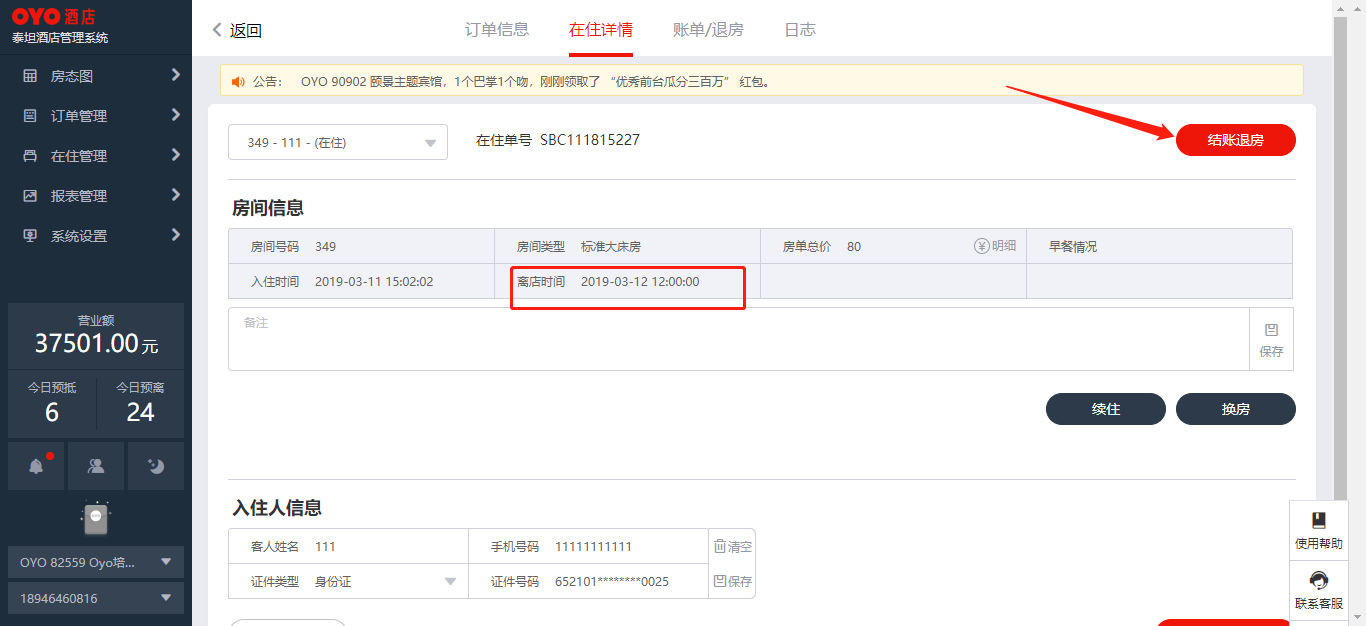 OYO 酒店
泰坦酒店管理系统
房态图
订单管理
在住管理
报表管理
系统设置
营业额
37501.00 元
今日预抵 今日预离
6 24
OYO 82559 Oyo培...
18946460816
返回 订单信息 在住详情 账单/退房 日志
公告： OYO 90902 颐景主题宾馆，1个巴掌1个吻，刚刚领取了 “优秀前台瓜分三百万” 红包。
349 - 111 - (在住) 在住单号 SBC111815227 结账退房
房间信息
房间号码 349 房间类型 标准大床房 房单总价 80 ¥明细 早餐情况
入住时间 2019-03-11 15:02:02 离店时间 2019-03-12 12:00:00
备注
保存
续住 换房
入住人信息
客人姓名 111 手机号码 11111111111 清空
证件类型 身份证 证件号码 652101********0025 保存
使用帮助
联系客服